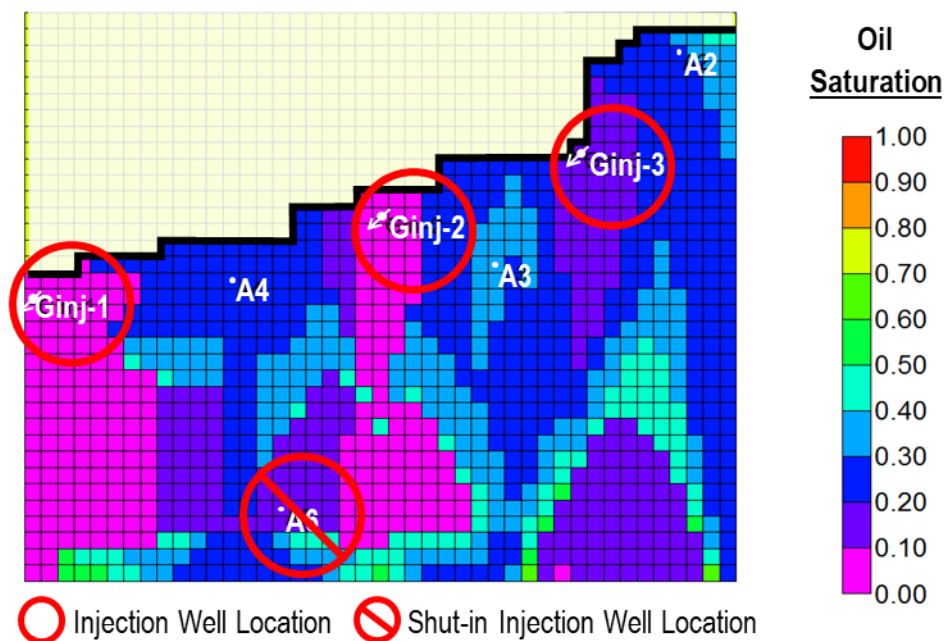 Oil
Saturation
A2
Ginj-3
Ginj-2
A3
A4
Ginj-1
A6
1.00
0.90
0.80
0.70
0.60
0.50
0.40
0.30
0.20
0.10
0.00
Injection Well Location
Shut-in Injection Well Location